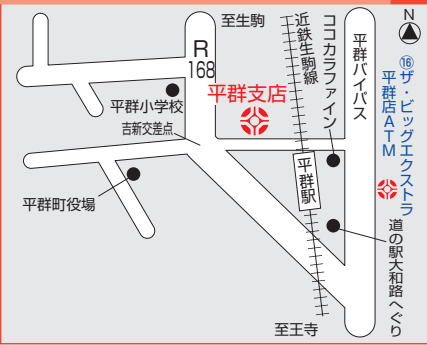 至生駒
N
R
168
近鉄生駒線
ココカラファイン
平群バイパス
⑯ザ・ビッグエクストラ
平群店ATM
平群支店
平群小学校
吉新交差点
平群駅
平群町役場
道の駅大和路へぐり
至王寺